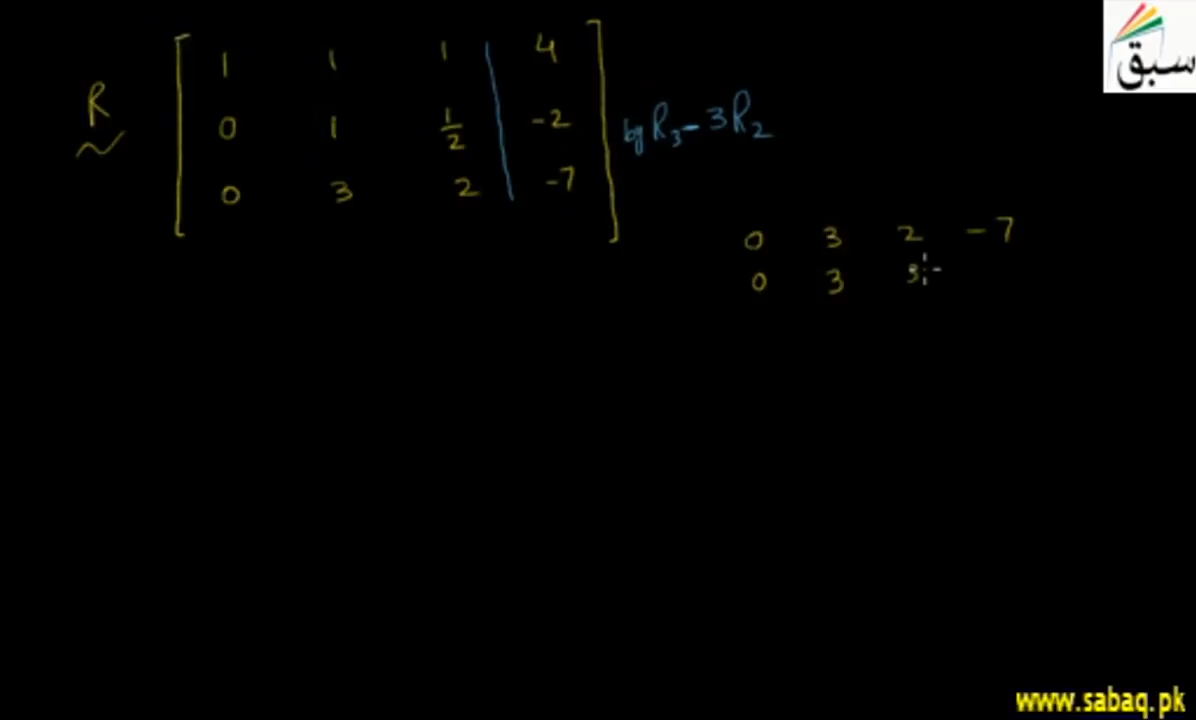 سبق
1 1 1 4
R 0 1 1/2 -2 by R3 - 3R2
~ 0 3 2 -7
0 3 2 -7
0 3 3
www.sabaq.pk